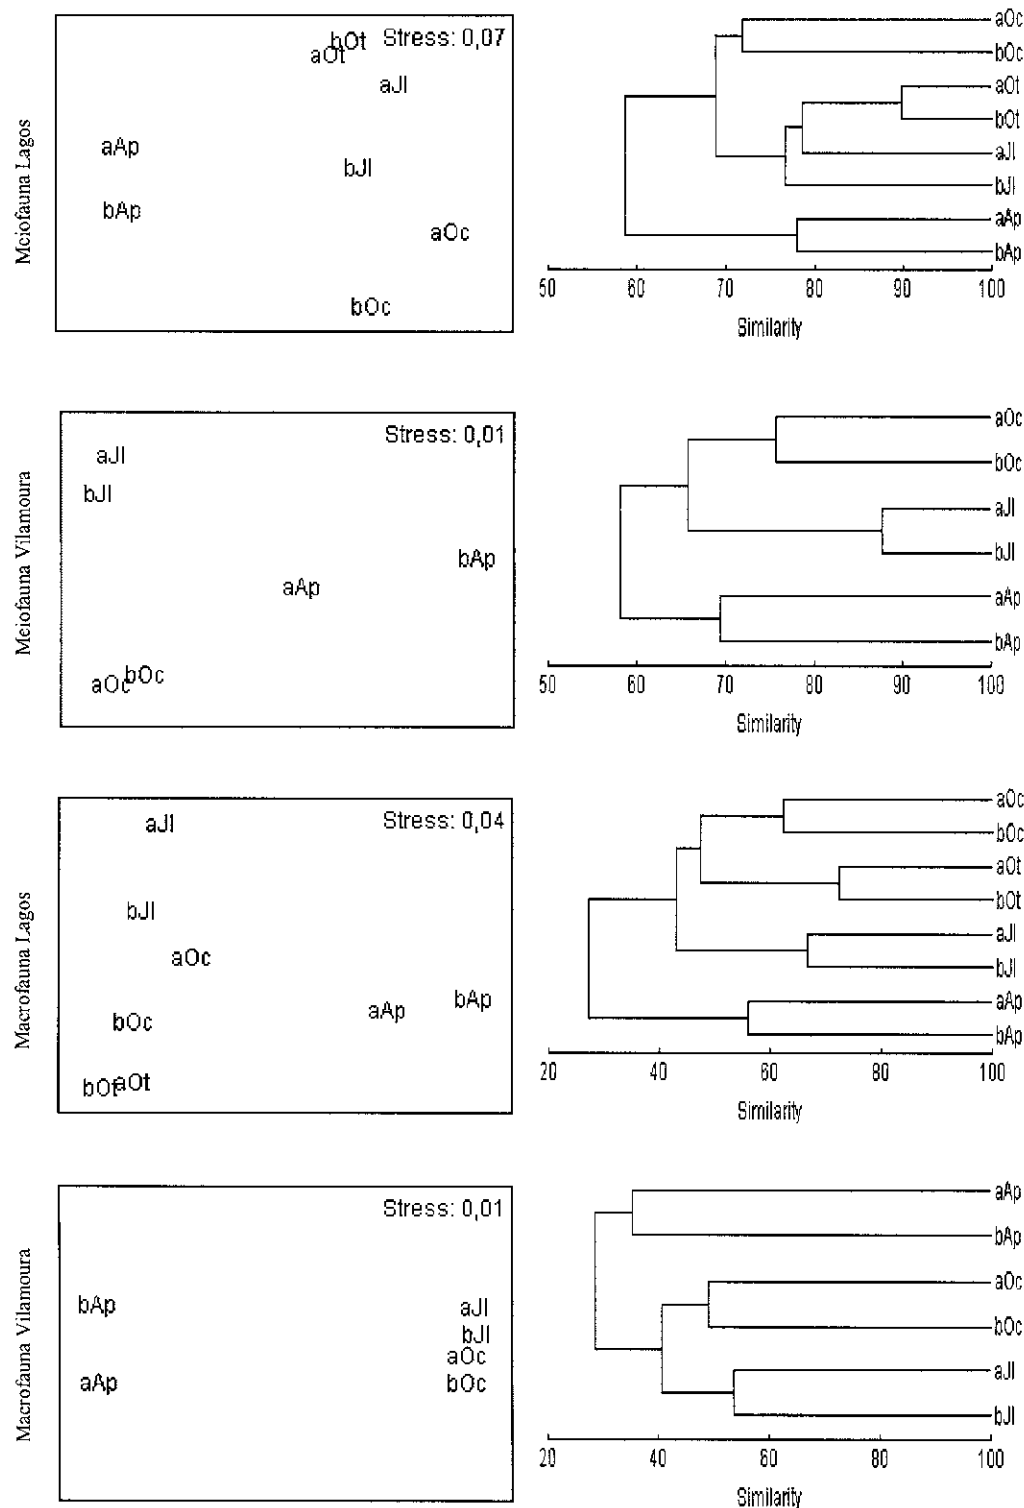 Meiofauna Lagos
Stress: 0,07
bOt
aOt
aJl
aAp
bJl
bAp
aOc
bOc
aOc
bOc
aOt
bOt
aJl
bJl
aAp
bAp
50 60 70 80 90 100
Similarity
Meiofauna Vilamoura
Stress: 0,01
aJl
bJl
bAp
aAp
bOc
aOc
aOc
bOc
aJl
bJl
aAp
bAp
50 60 70 80 90 100
Similarity
Macrofauna Lagos
Stress: 0,04
aJl
bJl
aOc
bAp
aAp
bOc
bOt aOt
aOc
bOc
aOt
bOt
aJl
bJl
aAp
bAp
20 40 60 80 100
Similarity
Macrofauna Vilamoura
Stress: 0,01
bAp
aJl
bJl
aOc
aAp
bOc
aAp
bAp
aOc
bOc
aJl
bJl
20 40 60 80 100
Similarity